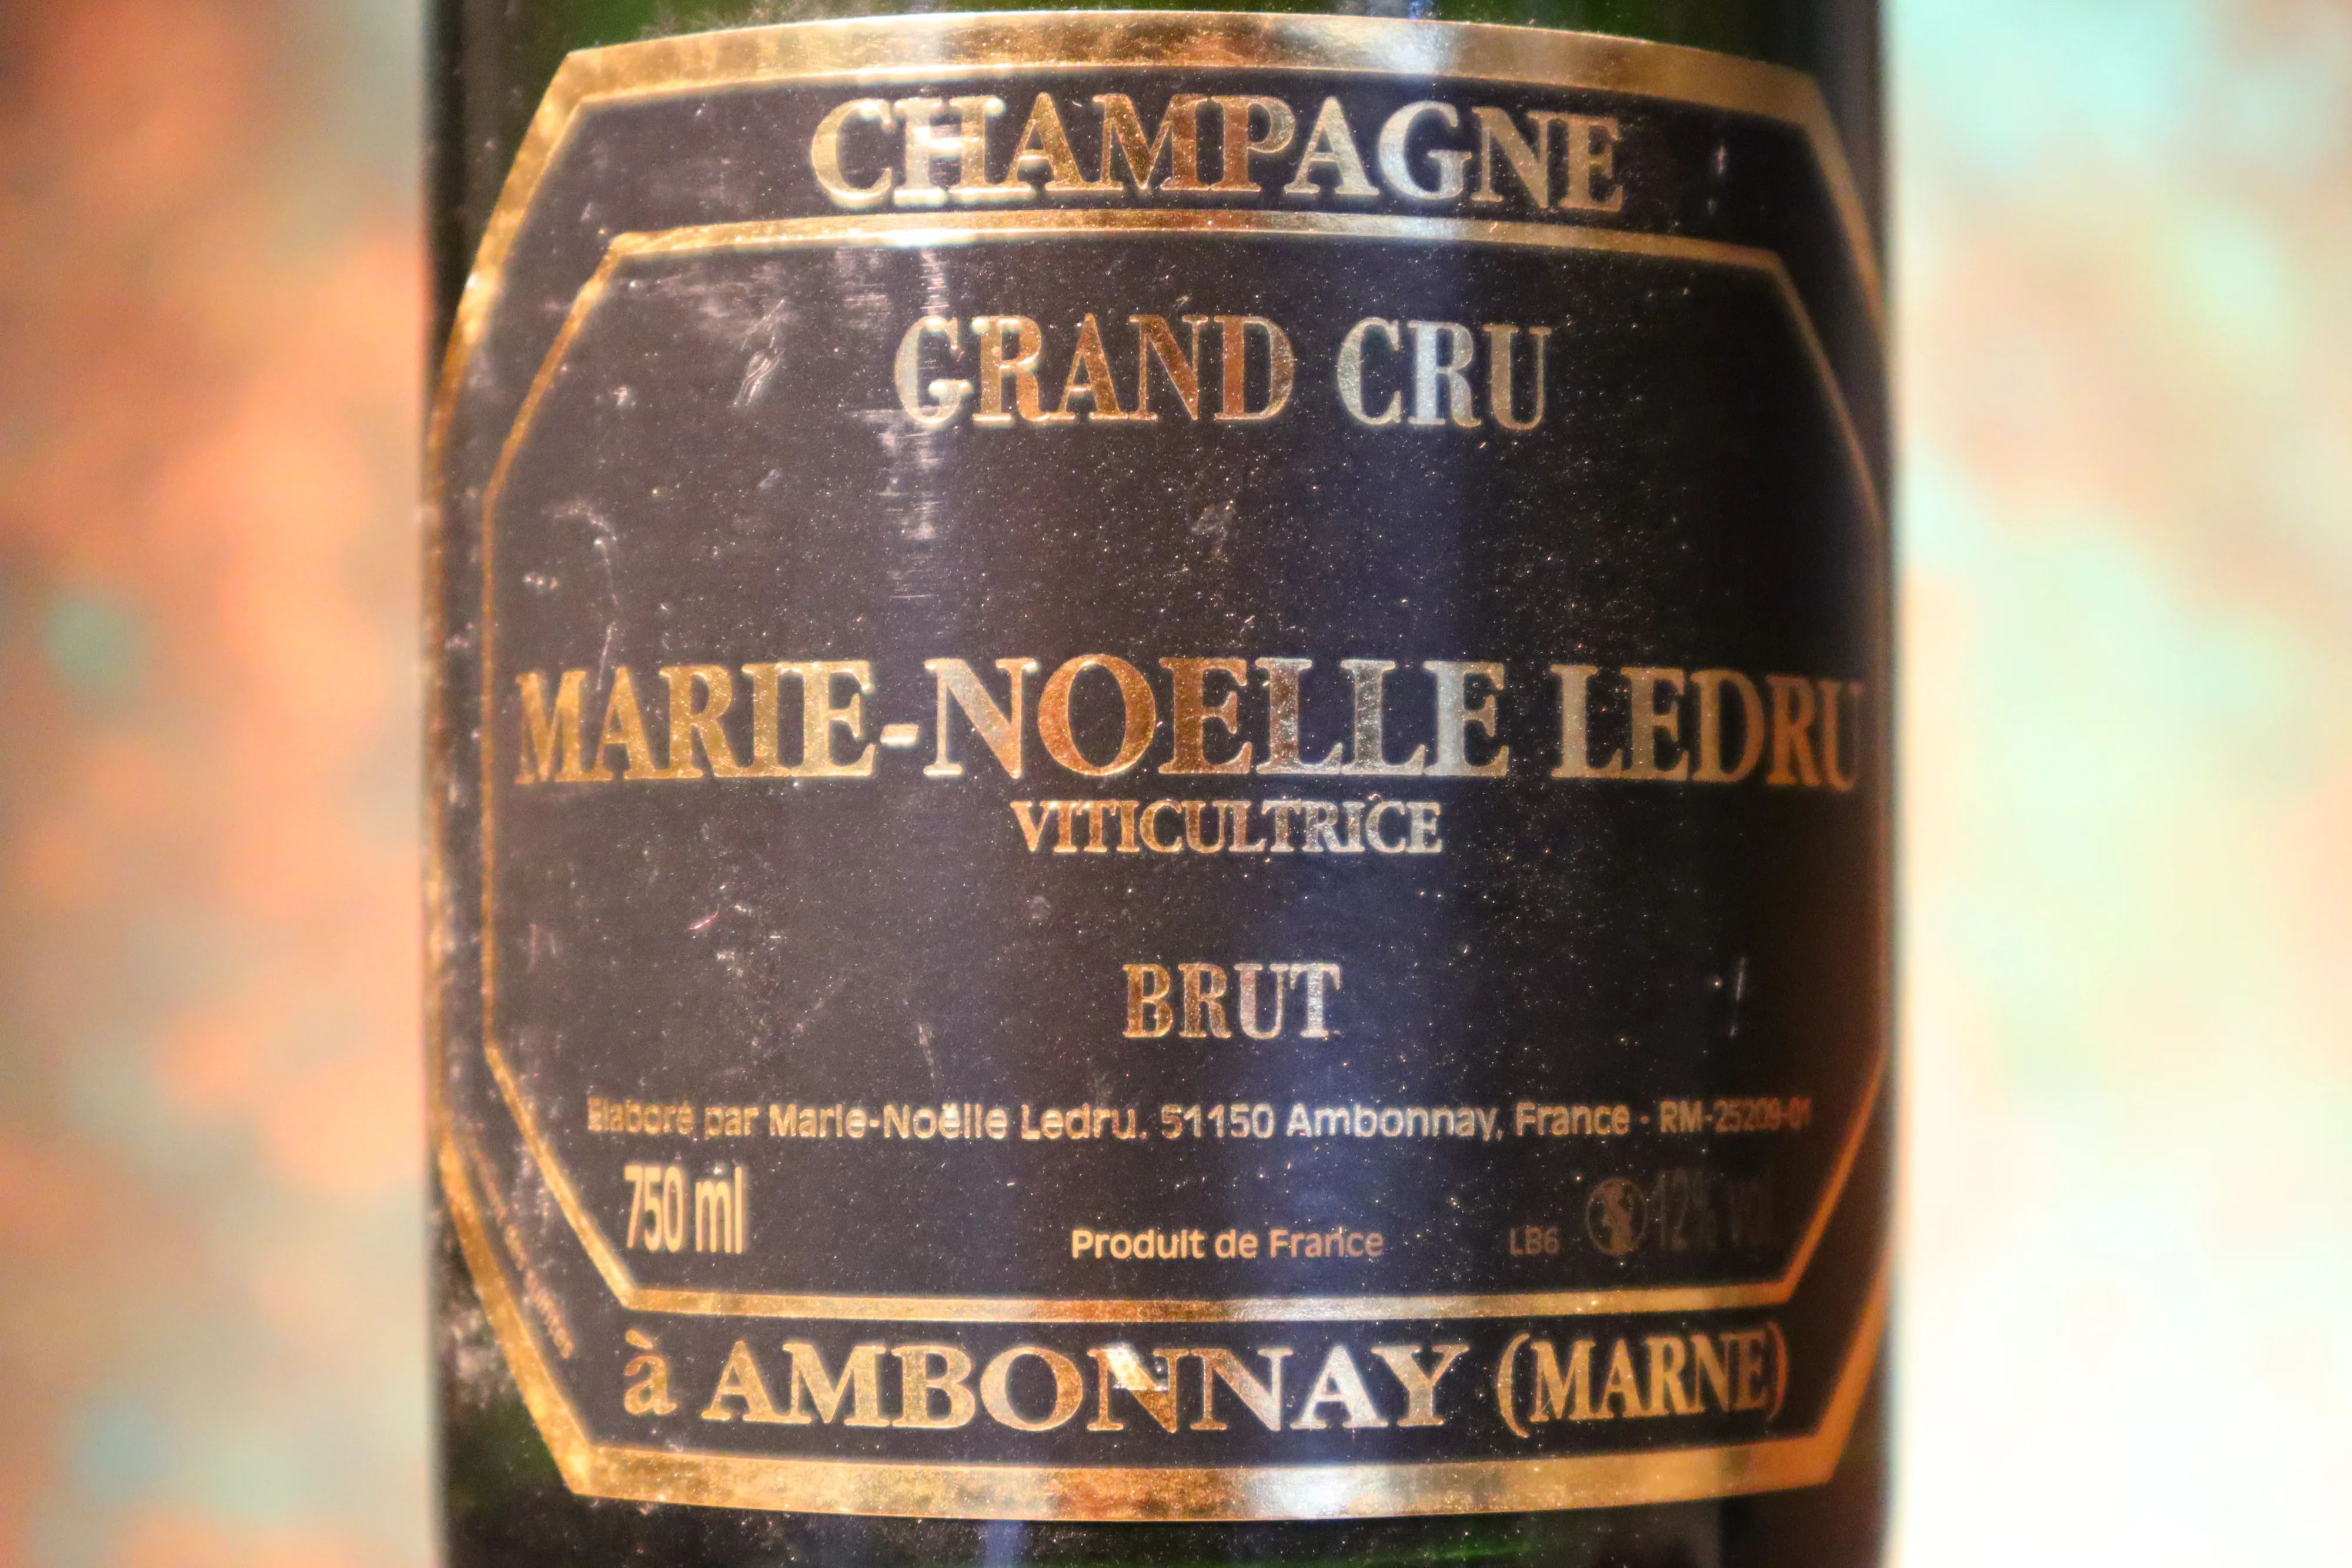 CHAMPAGNE
GRAND CRU
MARIE-NOELLE LEDRU
VITICULTRICE
BRUT
Elaboré par Marie-Noëlle Ledru, 51150 Ambonnay, France - RM-25209-01
750 ml
Produit de France
LB6
12% vol.
à AMBONNAY (MARNE)